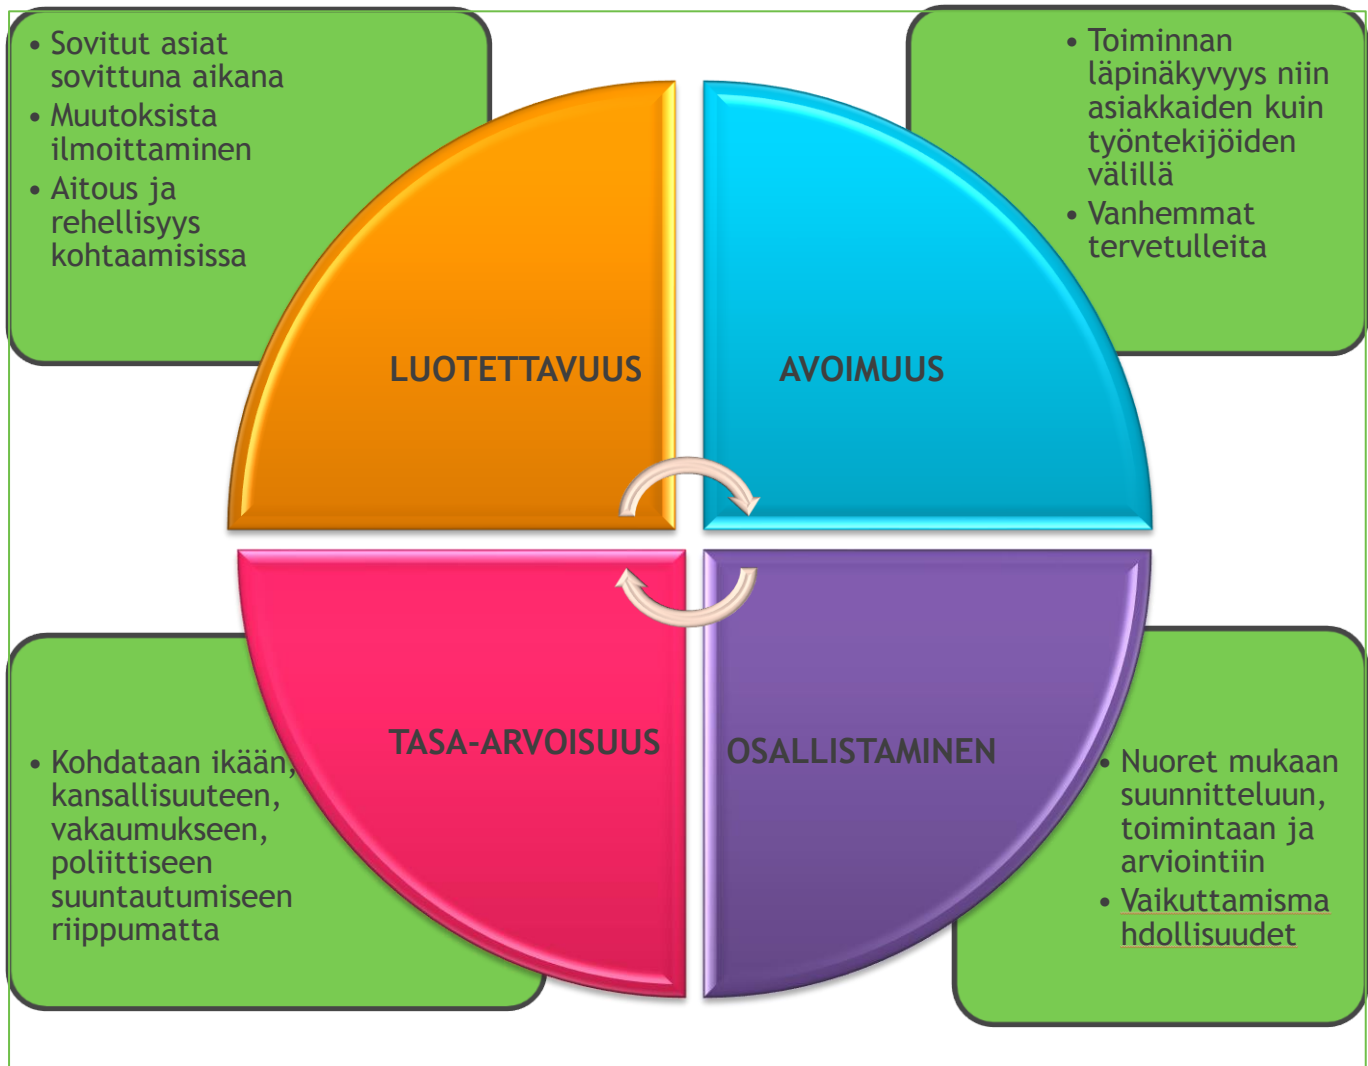 • Sovitut asiat
sovittuna aikana
• Muutoksista
ilmoittaminen
• Aitous ja
rehellisyys
kohtaamisissa
• Toiminnan
läpinäkyvyys niin
asiakkaiden kuin
työntekijöiden
välillä
• Vanhemmat
tervetulleita
LUOTETTAVUUS
AVOIMUUS
TASA-ARVOISUUS
OSALLISTAMINEN
• Kohdataan ikään,
kansallisuuteen,
vakaumukseen,
poliittiseen
suuntautumiseen
riippumatta
• Nuoret mukaan
suunnitteluun,
toimintaan ja
arviointiin
• Vaikuttamisma
hdollisuudet